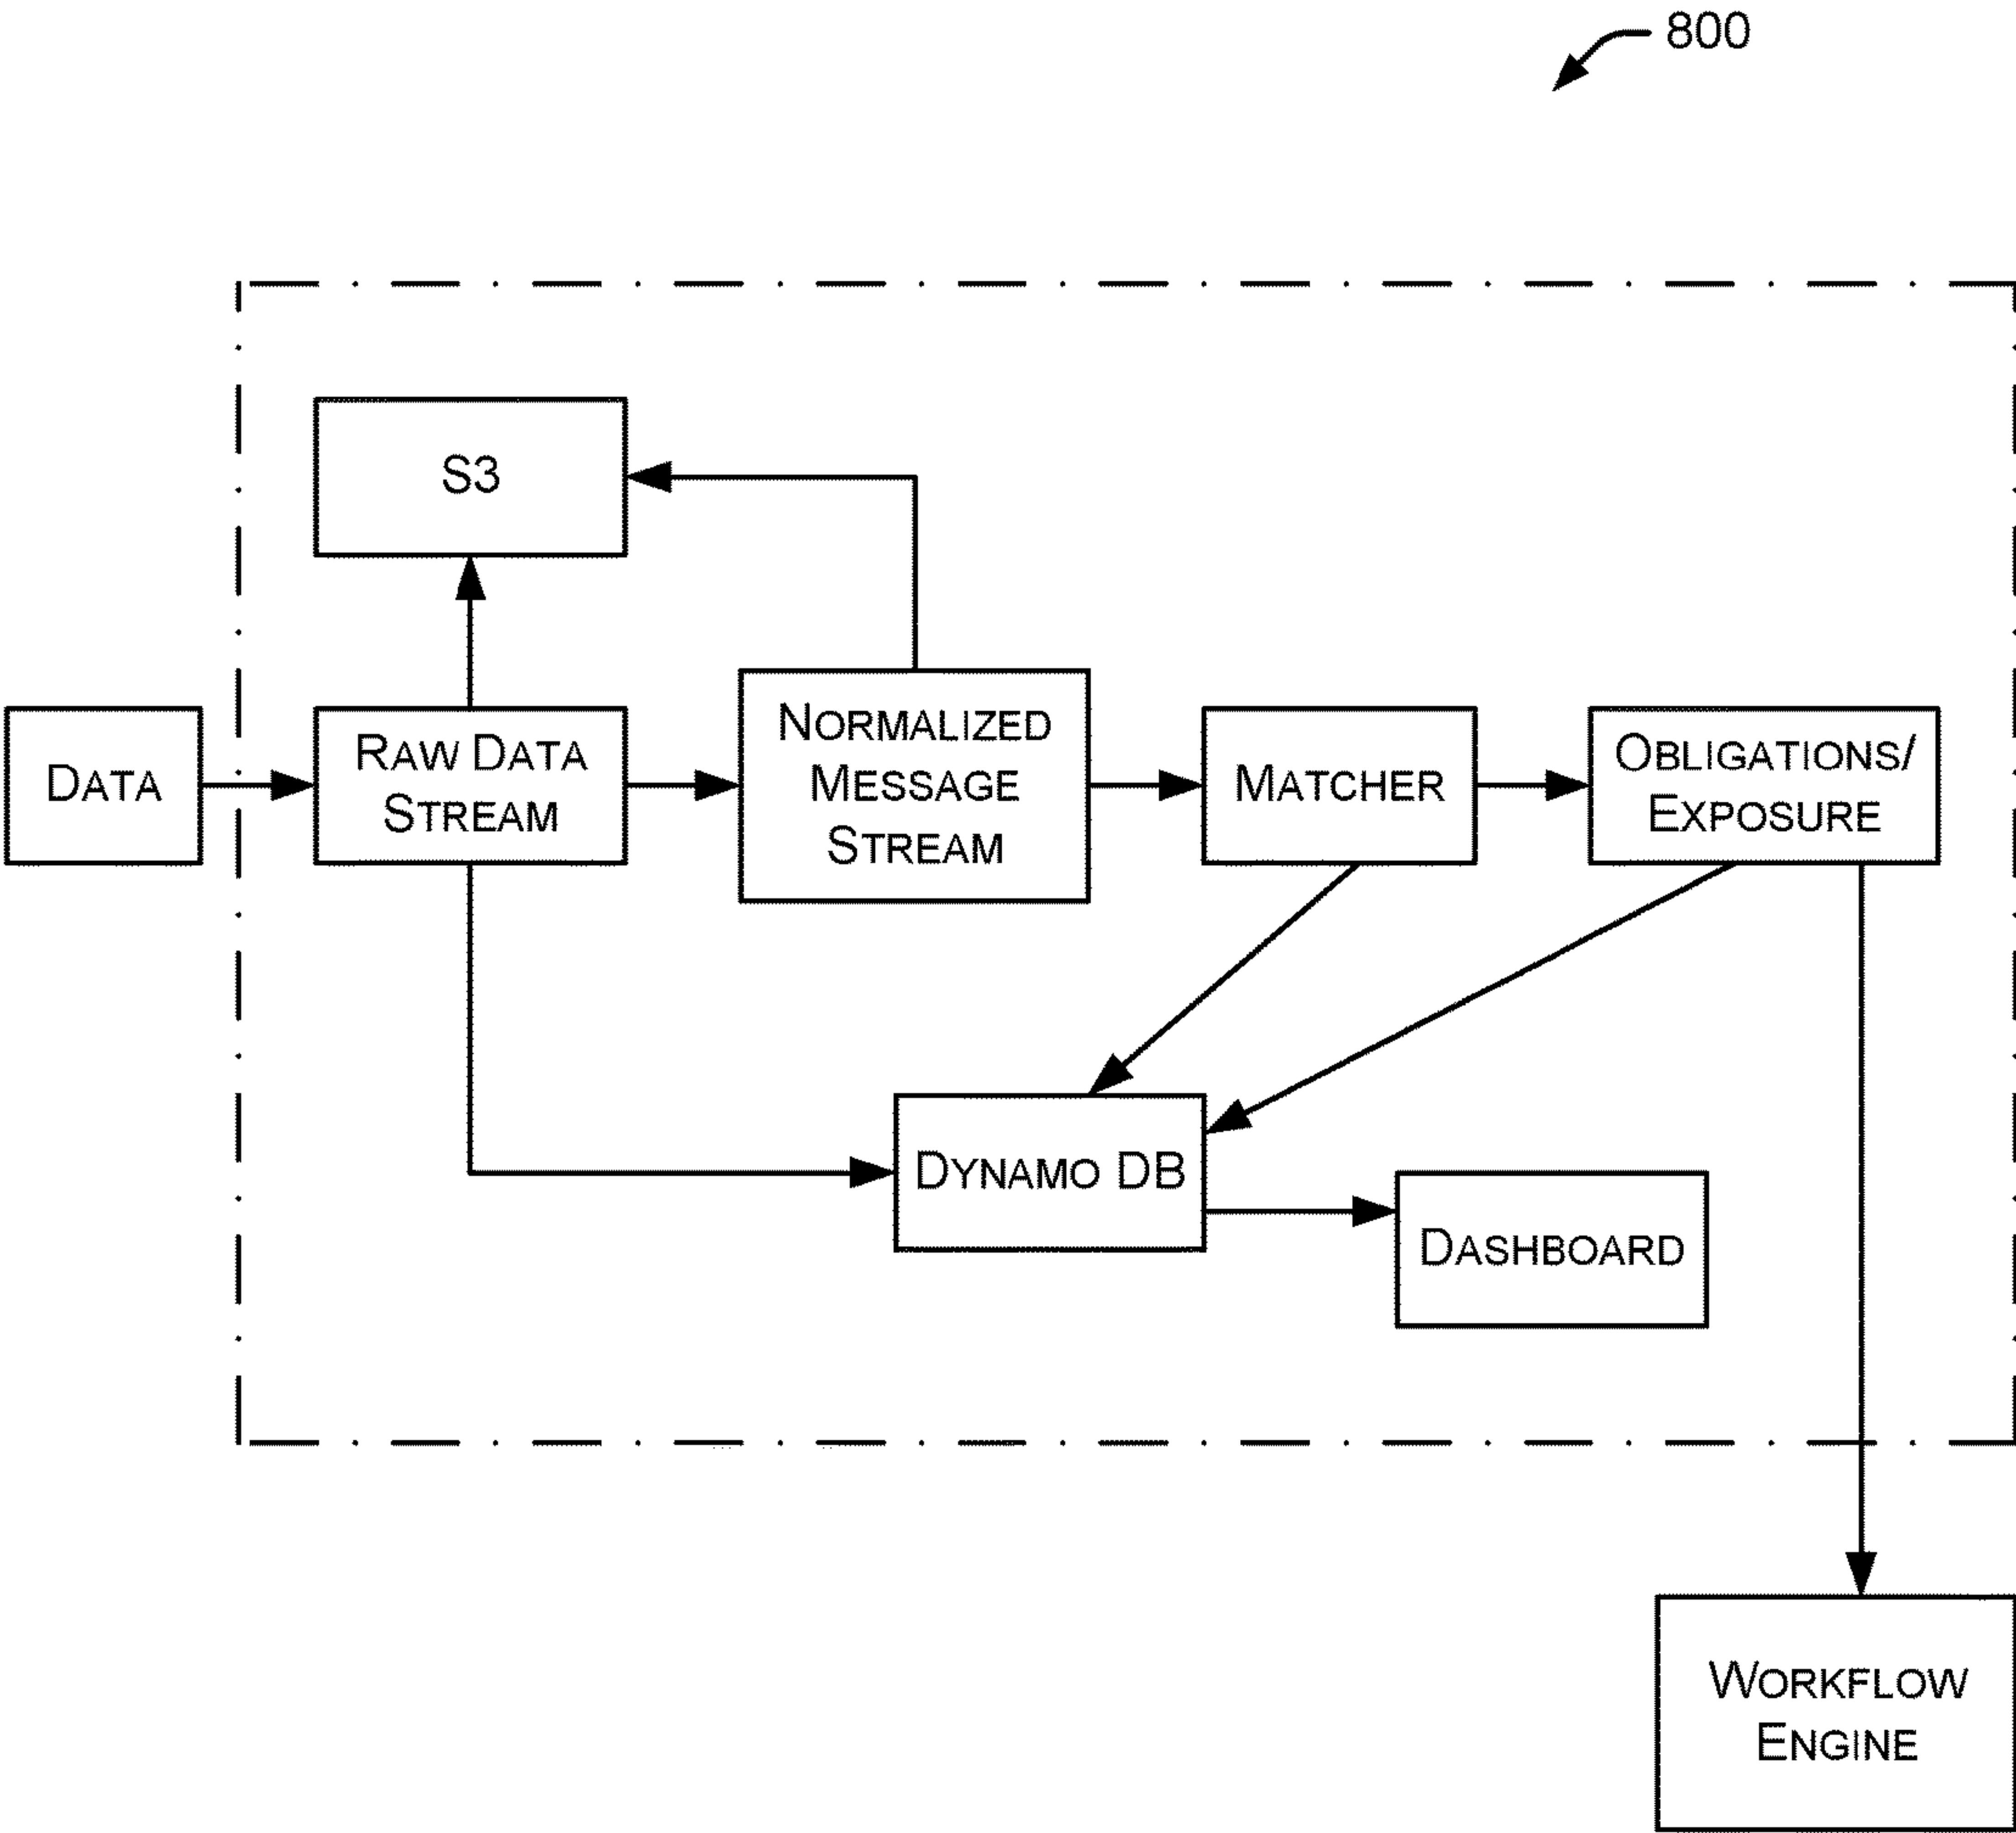 800
S3
DATA
RAW DATA
STREAM
NORMALIZED
MESSAGE
STREAM
MATCHER
OBLIGATIONS/
EXPOSURE
DYNAMO DB
DASHBOARD
WORKFLOW
ENGINE